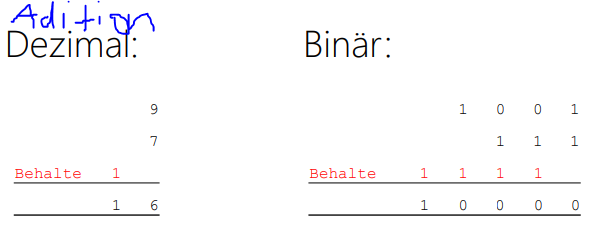 Adition
Dezimal: Binär:
9 1 0 0 1
7 1 1 1
Behalte 1 Behalte 1 1 1 1
1 6 1 0 0 0 0